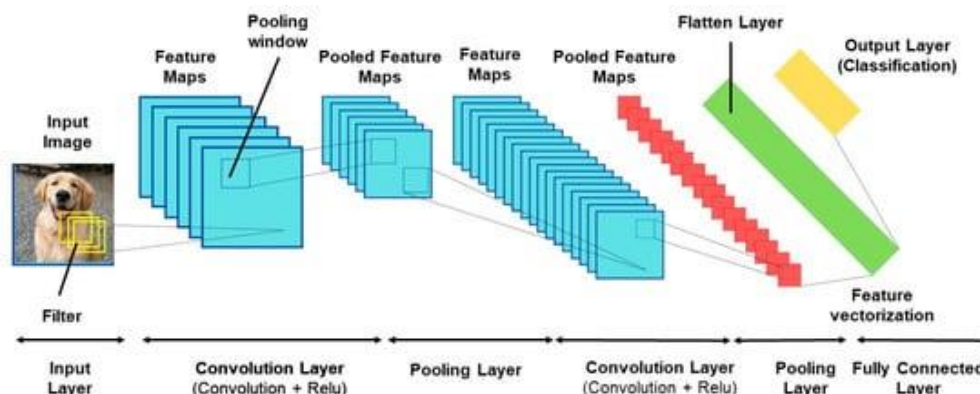 Pooling
window
Flatten Layer
Output Layer
(Classification)
Feature
Maps
Pooled Feature
Maps
Feature
Maps
Pooled Feature
Maps
Input
Image
Filter
Feature
vectorization
Input
Layer
Convolution Layer
(Convolution + Relu)
Pooling Layer
Convolution Layer
(Convolution + Relu)
Pooling
Layer
Fully Connected
Layer